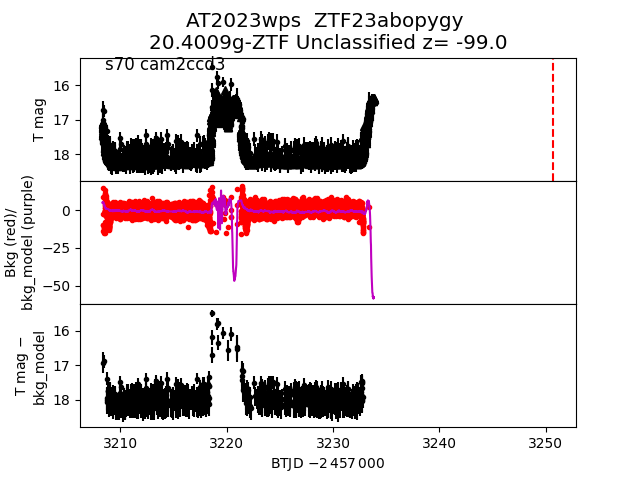 AT2023wps  ZTF23abopygy
20.4009g-ZTF Unclassified z= -99.0
s70 cam2ccd3
T mag
16
17
18
Bkg (red)/
bkg_model (purple)
0
−25
−50
T mag −
bkg_model
16
17
18
3210
3220
3230
3240
3250
BTJD −2 457 000